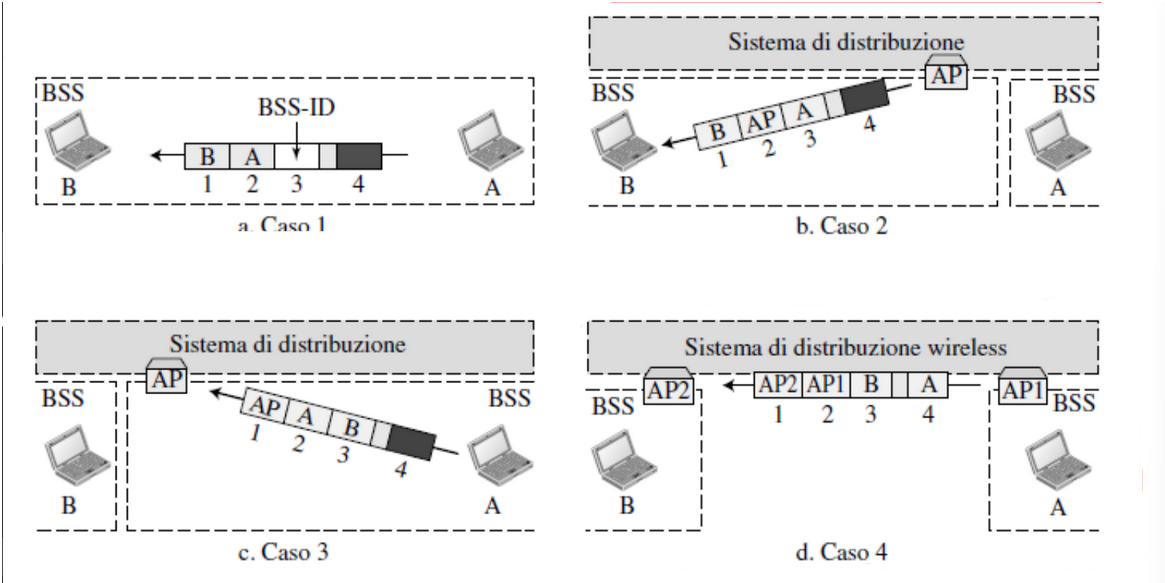 BSS
BSS-ID
B A
1 2 3 4
B
A
a. Caso 1
Sistema di distribuzione
AP
BSS
BSS
B AP A
1 2 3 4
B
A
b. Caso 2
Sistema di distribuzione
AP
BSS
BSS
AP A B
1 2 3 4
B
A
c. Caso 3
Sistema di distribuzione wireless
AP2
AP2 AP1 B A
AP1
BSS
BSS
1 2 3 4
B
A
d. Caso 4